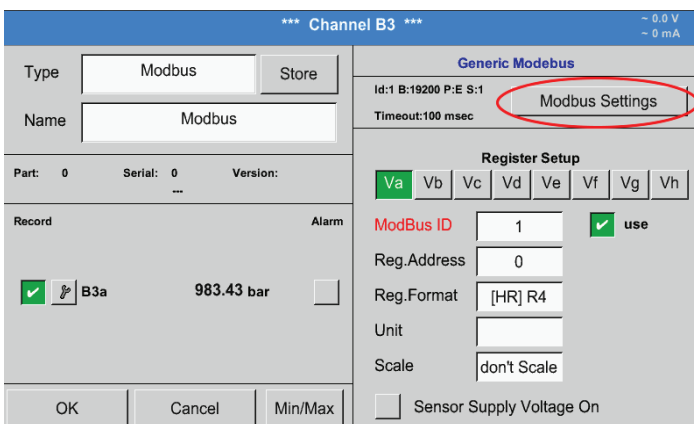 *** Channel B3 ***
~ 0.0 V
~ 0 mA
Type
Modbus
Store
Name
Modbus
Part: 0 Serial: 0 Version:
---
Record
Alarm
B3a
983.43 bar
OK
Cancel
Min/Max
Generic Modebus
Id:1 B:19200 P:E S:1
Timeout:100 msec
Modbus Settings
Register Setup
Va Vb Vc Vd Ve Vf Vg Vh
ModBus ID 1 use
Reg.Address 0
Reg.Format [HR] R4
Unit
Scale don't Scale
Sensor Supply Voltage On